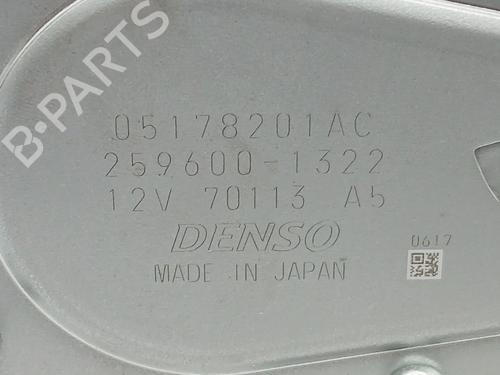 05178201AC
259600-1322
12V 70113 A5
DENSO
0617
MADE IN JAPAN
B-PARTS